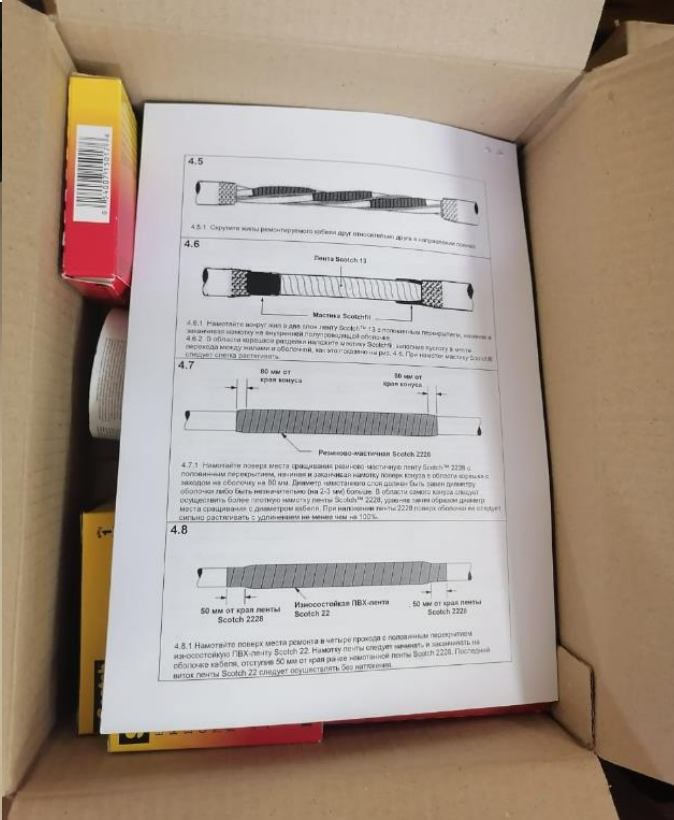 4.5
4.5.1 Скрутите жилы ремонтируемого кабеля друг относительно друга в направлении
4.6
Лента Scotch 13
Мастика Scotchfil
4.6.1 Намотайте вокруг жил в два слоя ленту Scotch™ 13 с половинным перекрытием, начиная и
заканчивая намотку на внутренней полупроводящей оболочке.
4.6.2 В области корешков разделки наложите мастику Scotchfil, заполнив пустоту в месте
перехода между жилами и оболочкой, как это показано на рис. 4.6. При намотке мастику Scotchfil
следует слегка растягивать.
4.7
80 мм от
края конуса
80 мм от
края конуса
Резиново-мастичная Scotch 2228
4.7.1 Намотайте поверх места сращивания резиново мастичную ленту Scotch™ 2228 с
половинным перекрытием, начиная и заканчивая намотку поверх конуса в области корешка с
заходом на оболочку на 80 мм. Диаметр намотанного слоя должен быть равен диаметру
оболочки либо быть незначительно (на 2-3 мм) больше. В области самого конуса следует
осуществить более плотную намотку ленты Scotch™ 2228, уравняв таким образом диаметр
места сращивания с диаметром кабеля. При наложении ленты 2228 поверх оболочки ее следует
сильно растягивать с удлинением не менее чем на 100%.
4.8
50 мм от края ленты
Scotch 2228
Износостойкая ПВХ-лента
Scotch 22
50 мм от края ленты
Scotch 2228
4.8.1 Намотайте поверх места ремонта в четыре прохода с половинным перекрытием
износостойкую ПВХ-ленту Scotch 22. Намотку ленты следует начинать и заканчивать на
оболочке кабеля, отступив 50 мм от края ранее намотанной ленты Scotch 2228. Последний
виток ленты Scotch 22 следует осуществлять без натяжения.